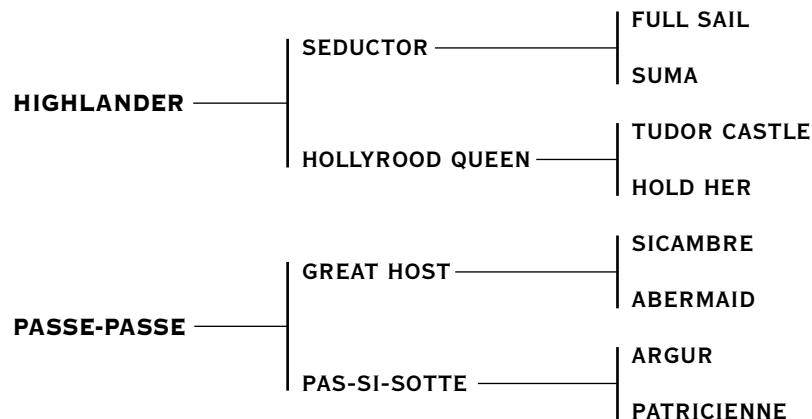 FULL SAIL
SEDUCTOR
SUMA
HIGHLANDER
TUDOR CASTLE
HOLLYROOD QUEEN
HOLD HER
SICAMBRE
GREAT HOST
ABERMAID
PASSE-PASSE
ARGUR
PAS-SI-SOTTE
PATRICIENNE